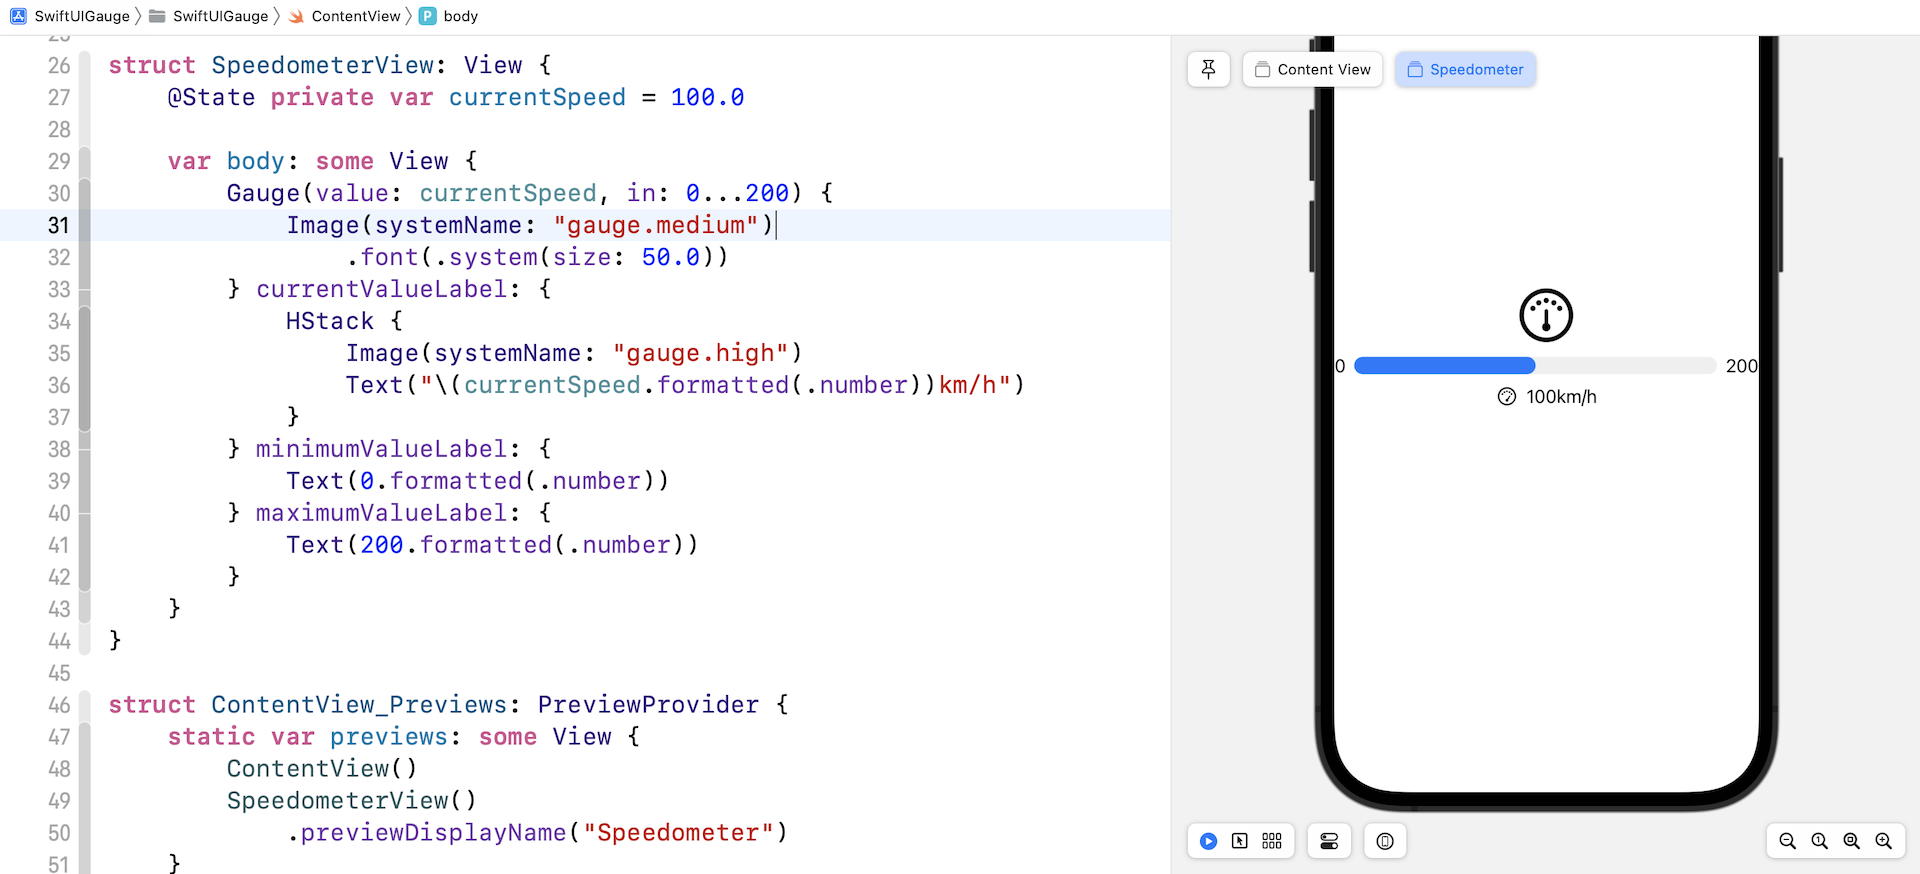 SwiftUIGauge SwiftUIGauge ContentView P body
25
26 struct SpeedometerView: View {
27 @State private var currentSpeed = 100.0
28
29 var body: some View {
30 Gauge(value: currentSpeed, in: 0...200) {
31 Image(systemName: "gauge.medium")
32 .font(.system(size: 50.0))
33 } currentValueLabel: {
34 HStack {
35 Image(systemName: "gauge.high")
36 Text("\(currentSpeed.formatted(.number))km/h")
37 }
38 } minimumValueLabel: {
39 Text(0.formatted(.number))
40 } maximumValueLabel: {
41 Text(200.formatted(.number))
42 }
43 }
44 }
45
46 struct ContentView_Previews: PreviewProvider {
47 static var previews: some View {
48 ContentView()
49 SpeedometerView()
50 .previewDisplayName("Speedometer")
51 }
Content View Speedometer
0 200
100km/h